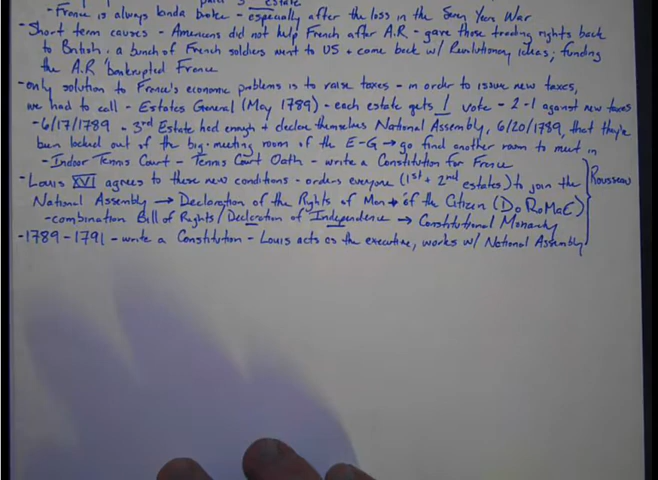 3 estate
- France is always kinda broke - especially after the loss in the Seven Years War
- Short term causes - Americans did not help French after A.R. - gave those trading rights back
to British. a bunch of French soldiers went to US + come back w/ Revolutionary ideas; funding
the A.R bankrupted France
- only solution to France's economic problems is to raise taxes - in order to issue new taxes,
we had to call - Estates General (May 1789) - each estate gets 1 vote - 2-1 against new taxes
- 6/17/1789 - 3rd Estate had enough + declare themselves National Assembly, 6/20/1789, that they're
been locked out of the big-meeting room of the E-G → go find another room to meet in
- Indoor Tennis Court - Tennis Court Oath - write a Constitution for France
- Louis XVI agrees to these new conditions - orders everyone (1st + 2nd estates) to join the
National Assembly → Declaration of the Rights of Man + of the Citizen (DoRoMaC)
- combination Bill of Rights/Declaration of Independence → Constitutional Monarchy
- 1789-1791 - write a Constitution - Louis acts as the executive, works w/ National Assembly
Rousseau